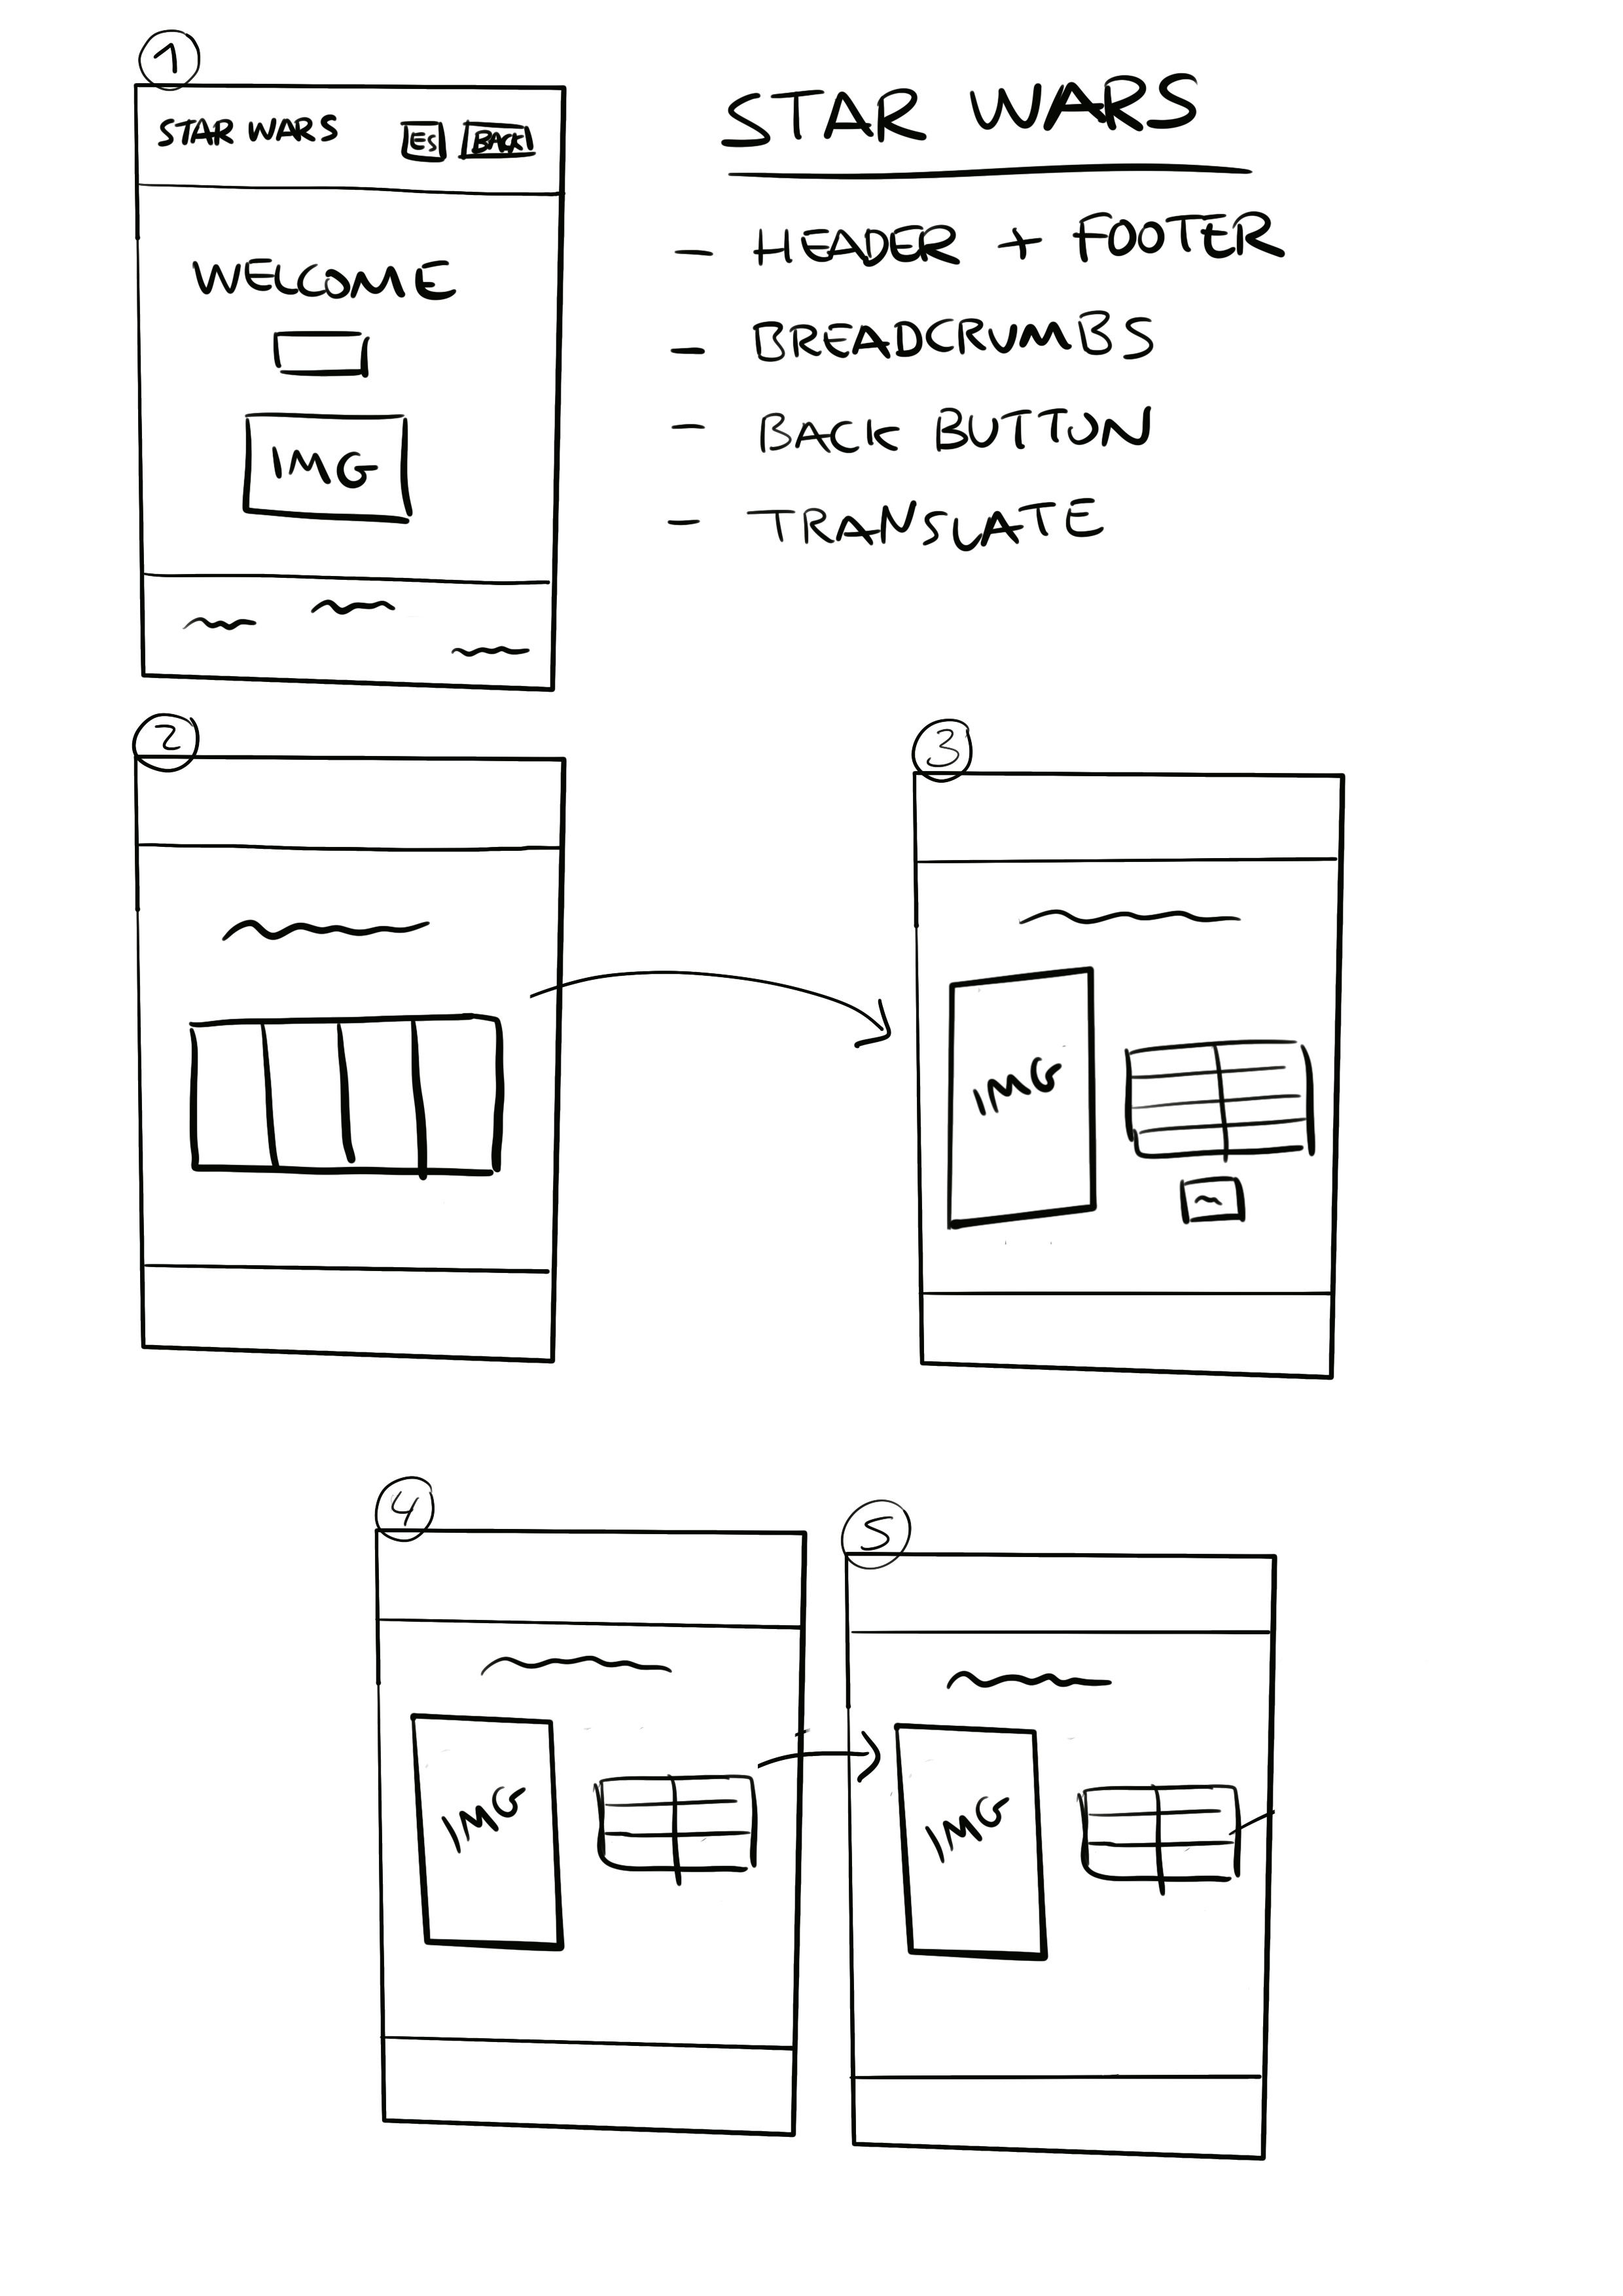 1
STAR WARS ES BACK
WELCOME
IMG
STAR WARS
- HEADER + FOOTER
- BREADCRUMBS
- BACK BUTTON
- TRANSLATE
2
3
IMG
4
IMG
5
IMG